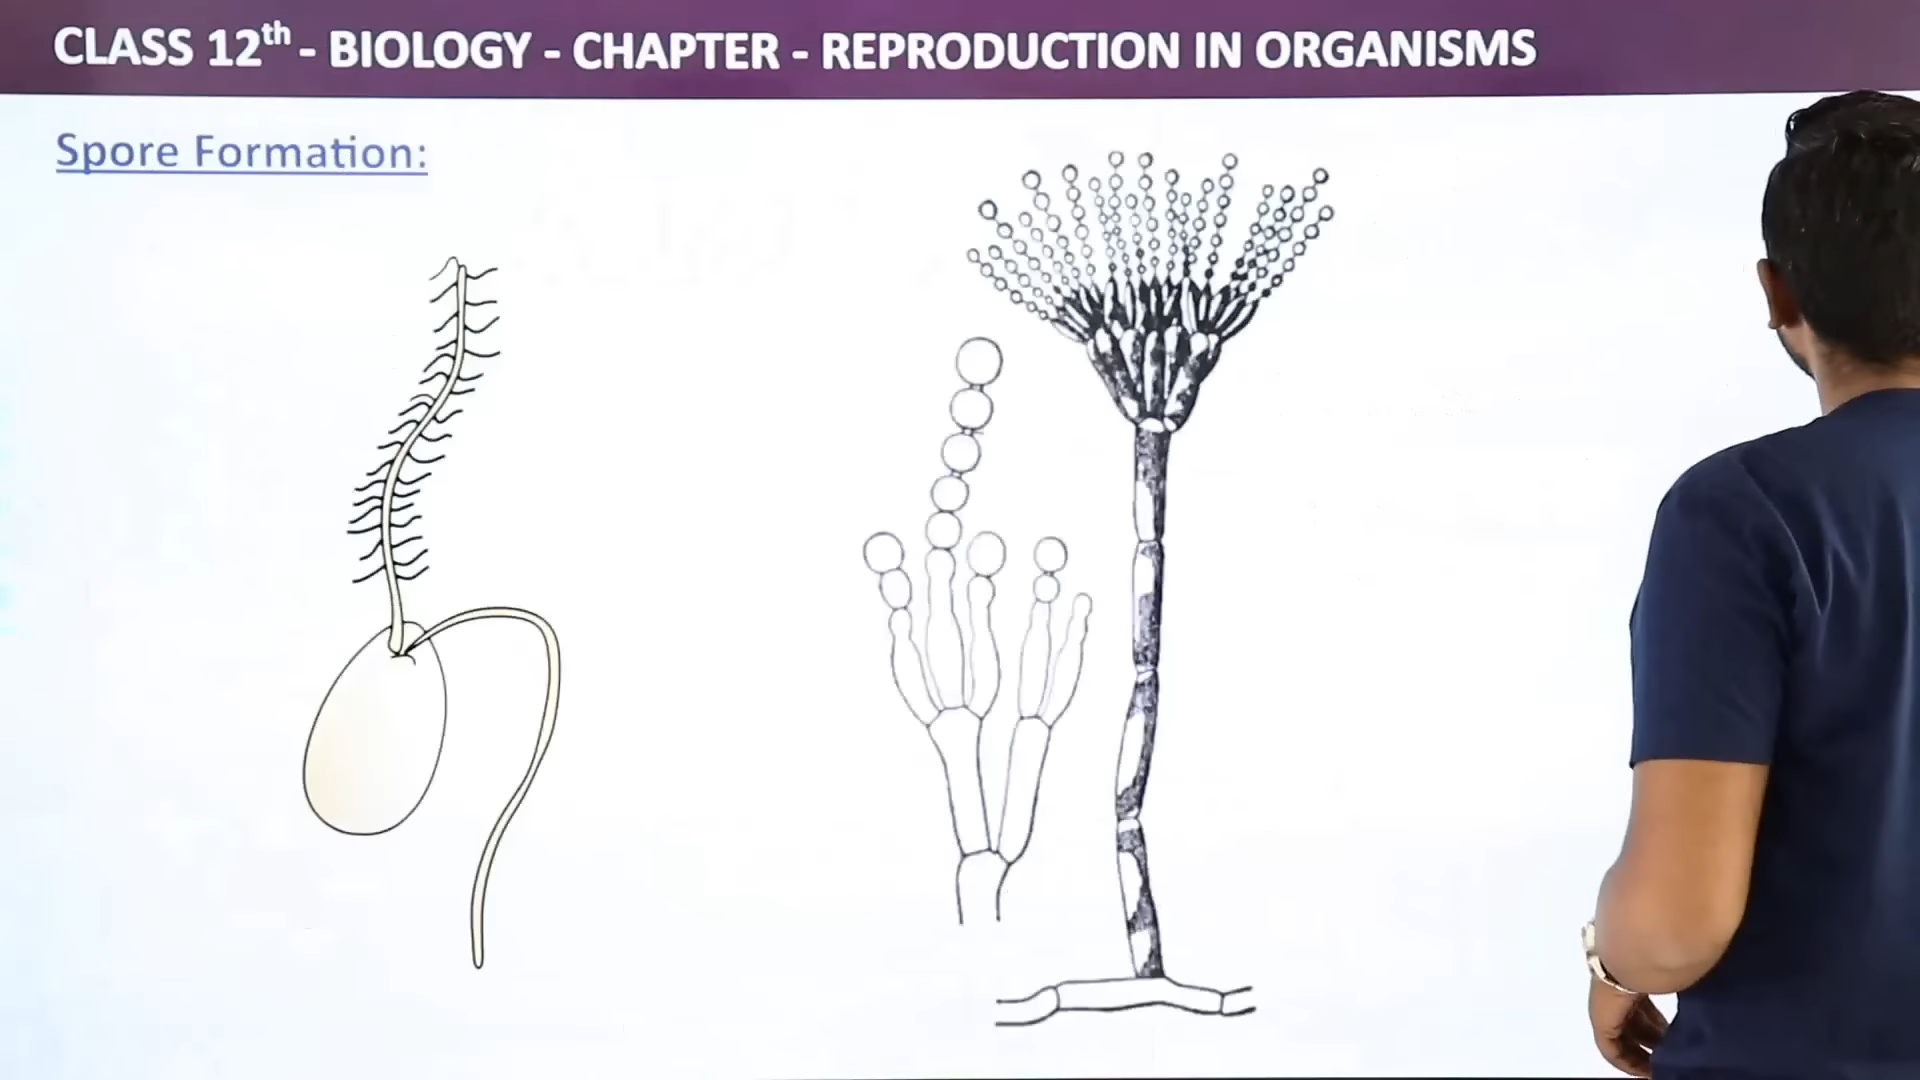 CLASS 12th - BIOLOGY - CHAPTER - REPRODUCTION IN ORGANISMS
Spore Formation: